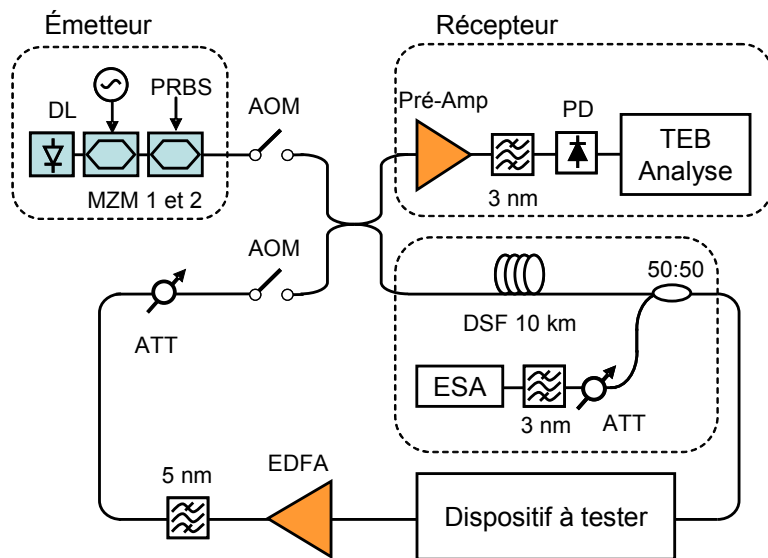 Émetteur
Récepteur
DL
PRBS
AOM
MZM 1 et 2
Pré-Amp
3 nm
PD
TEB
Analyse
AOM
ATT
DSF 10 km
50:50
ESA
3 nm
ATT
5 nm
EDFA
Dispositif à tester